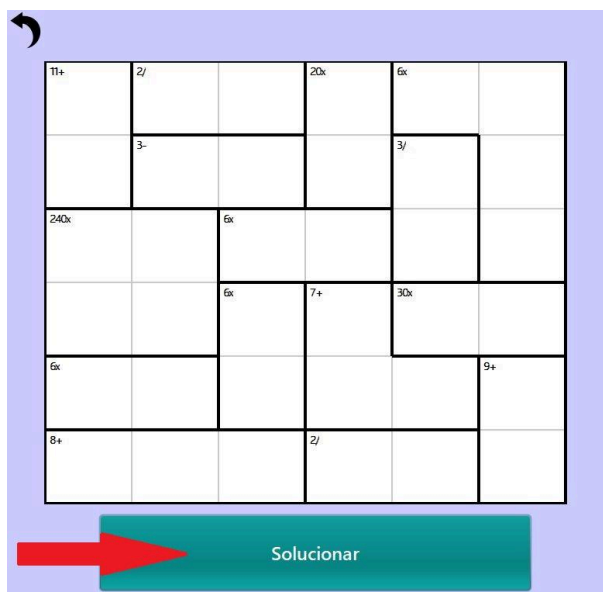 11+ 2/ 20x 6x
3- 3/
240x 6x
6x 7+ 30x
6x 9+
8+ 2/
Solucionar